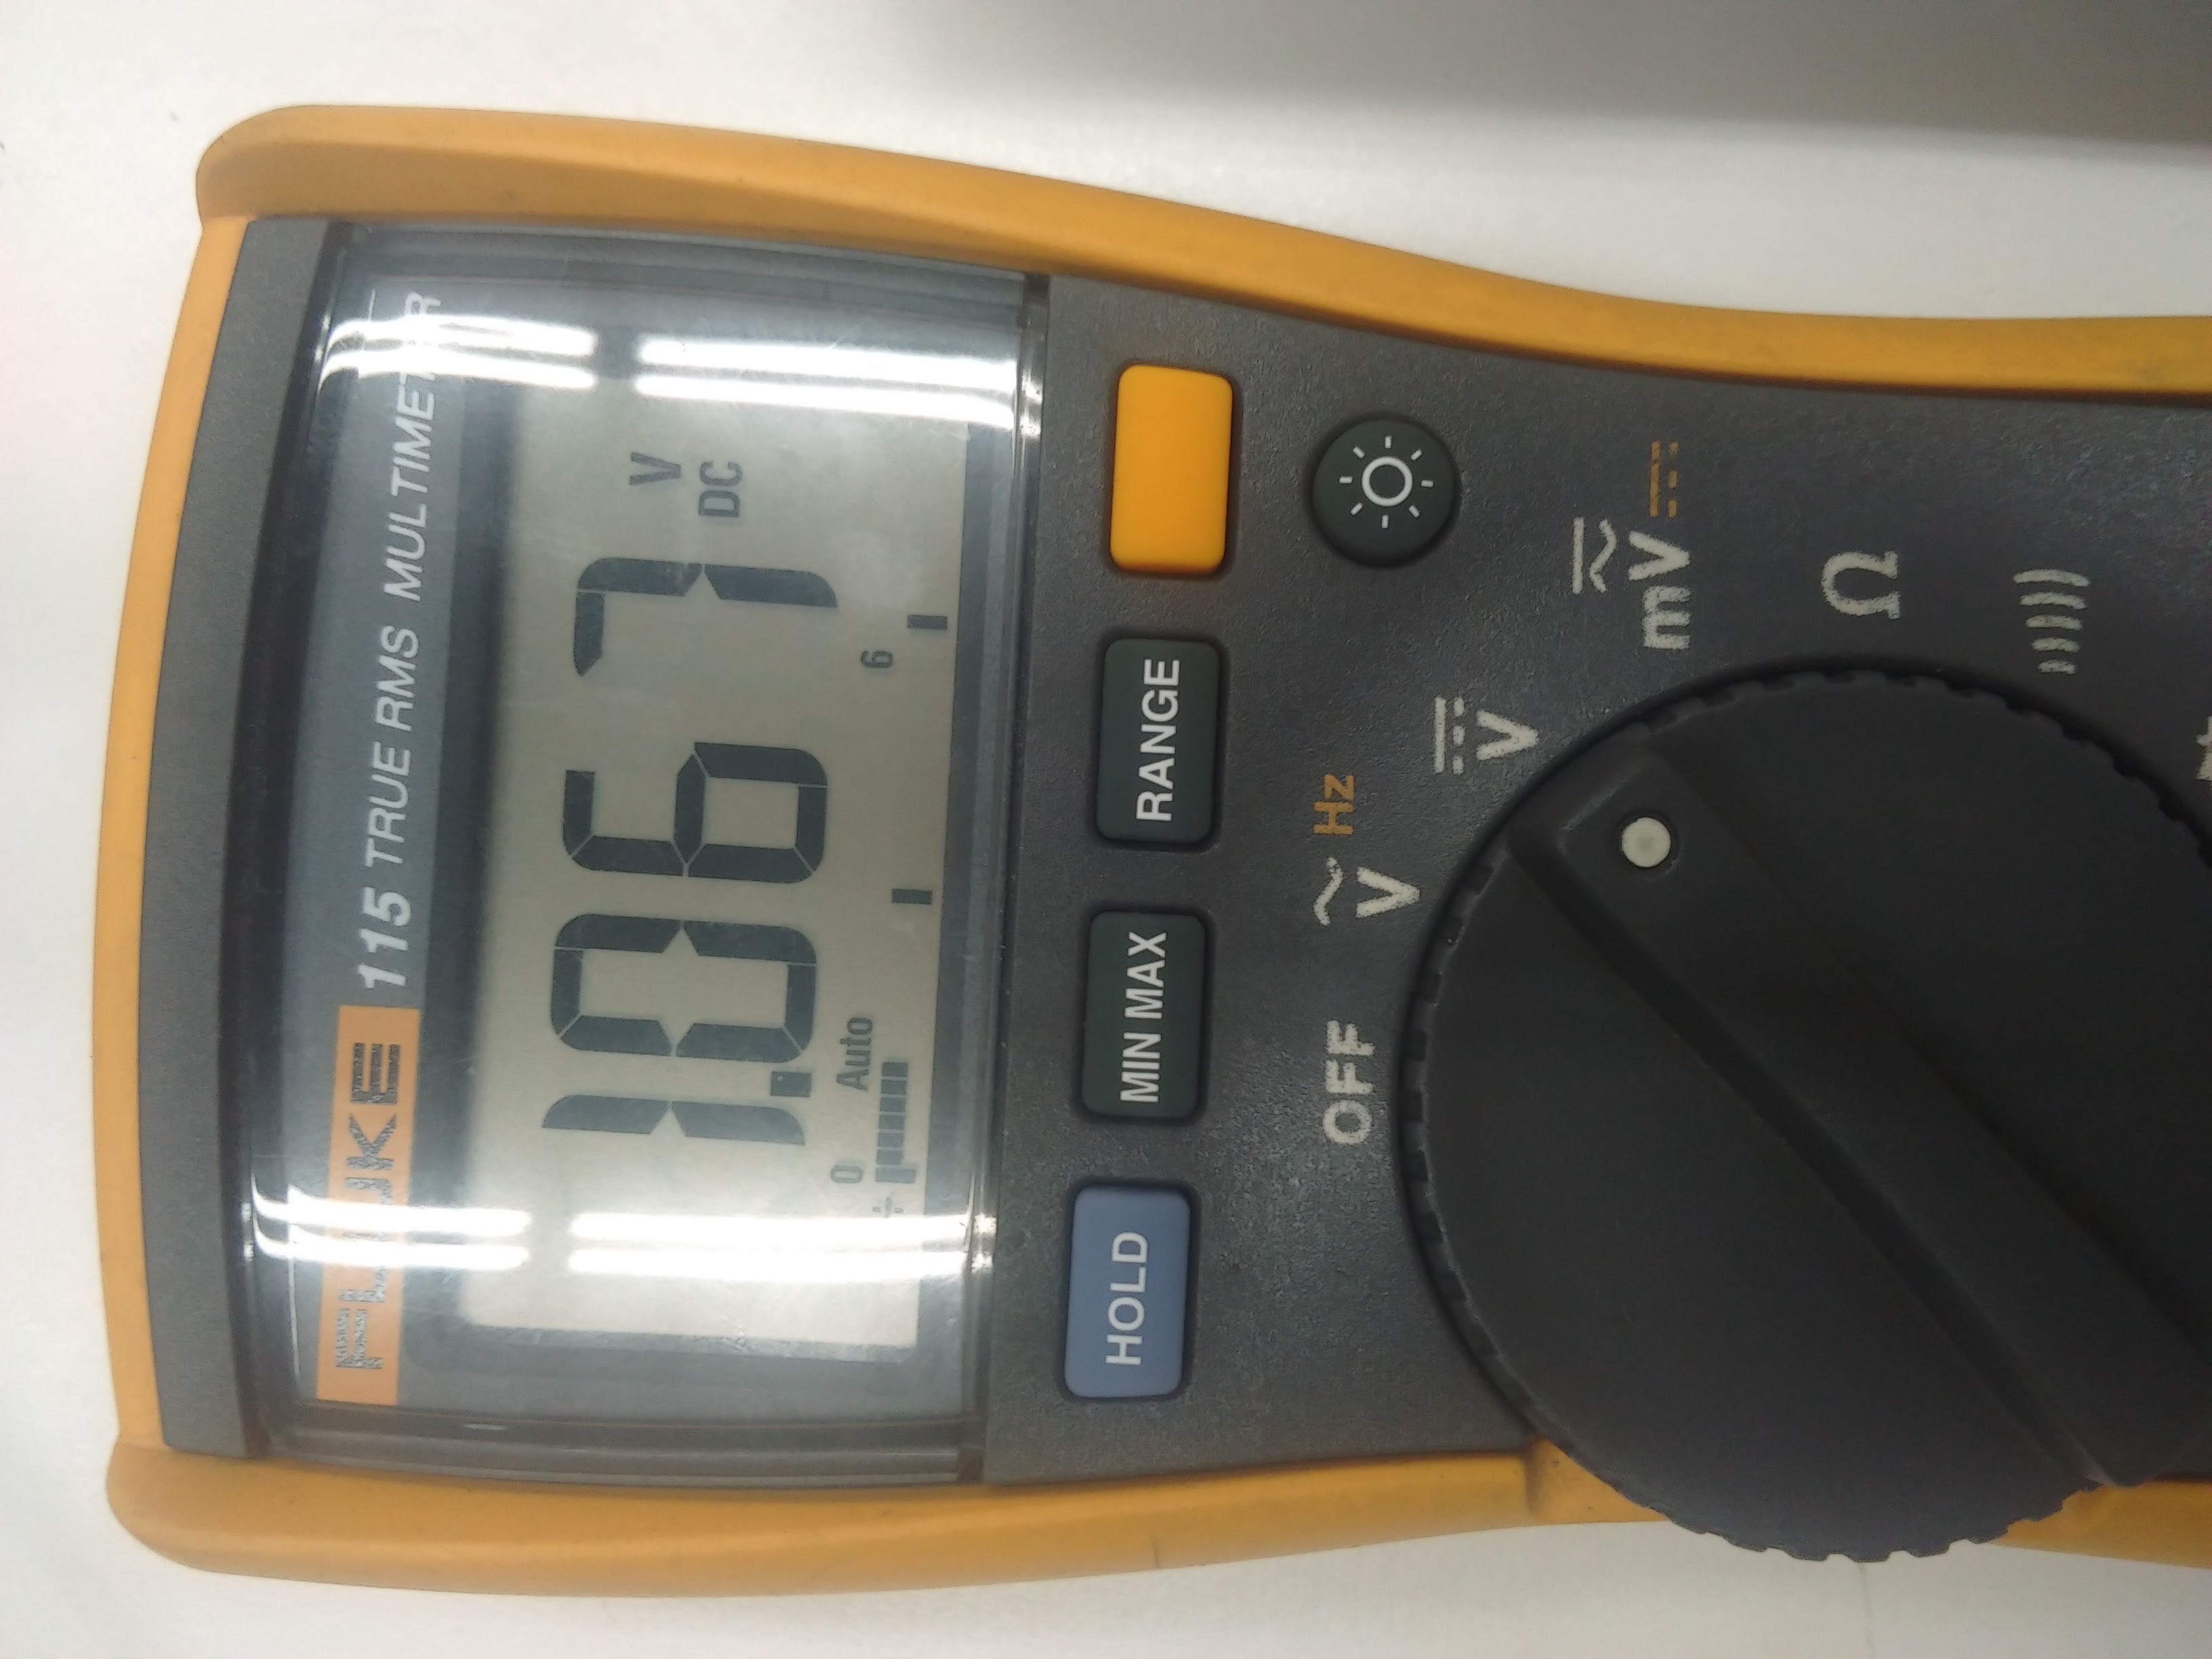 FLUKE 115 TRUE RMS MULTIMETER
1.067 V DC
0 Auto 6
HOLD MIN MAX RANGE
OFF V Hz V mV Ω